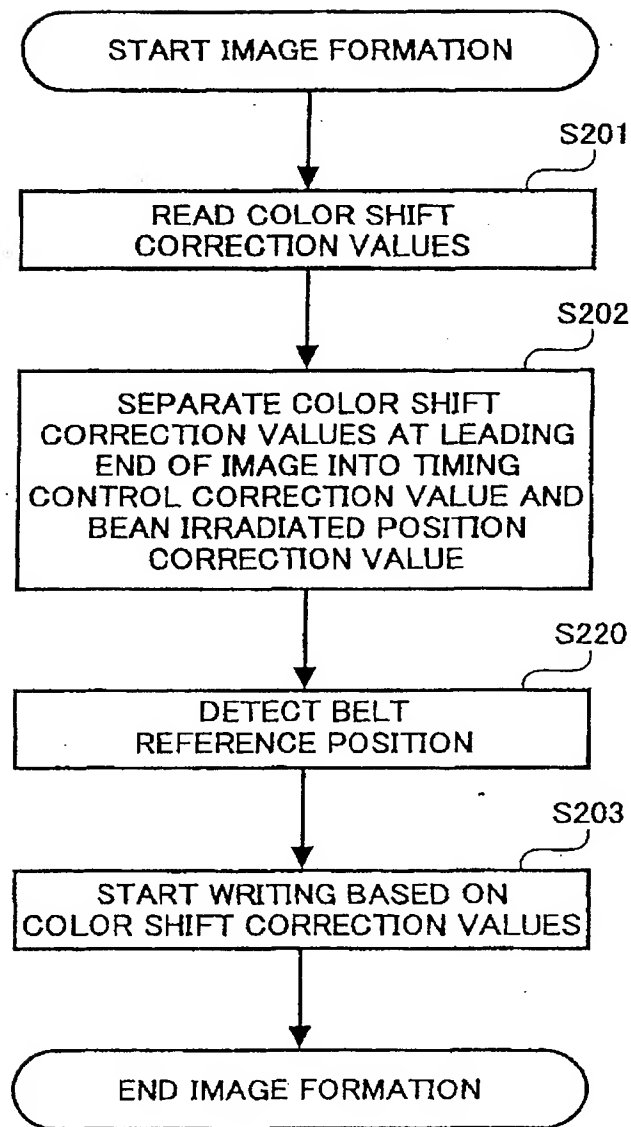 START IMAGE FORMATION
S201
READ COLOR SHIFT
CORRECTION VALUES
S202
SEPARATE COLOR SHIFT
CORRECTION VALUES AT LEADING
END OF IMAGE INTO TIMING
CONTROL CORRECTION VALUE AND
BEAN IRRADIATED POSITION
CORRECTION VALUE
S220
DETECT BELT
REFERENCE POSITION
S203
START WRITING BASED ON
COLOR SHIFT CORRECTION VALUES
END IMAGE FORMATION